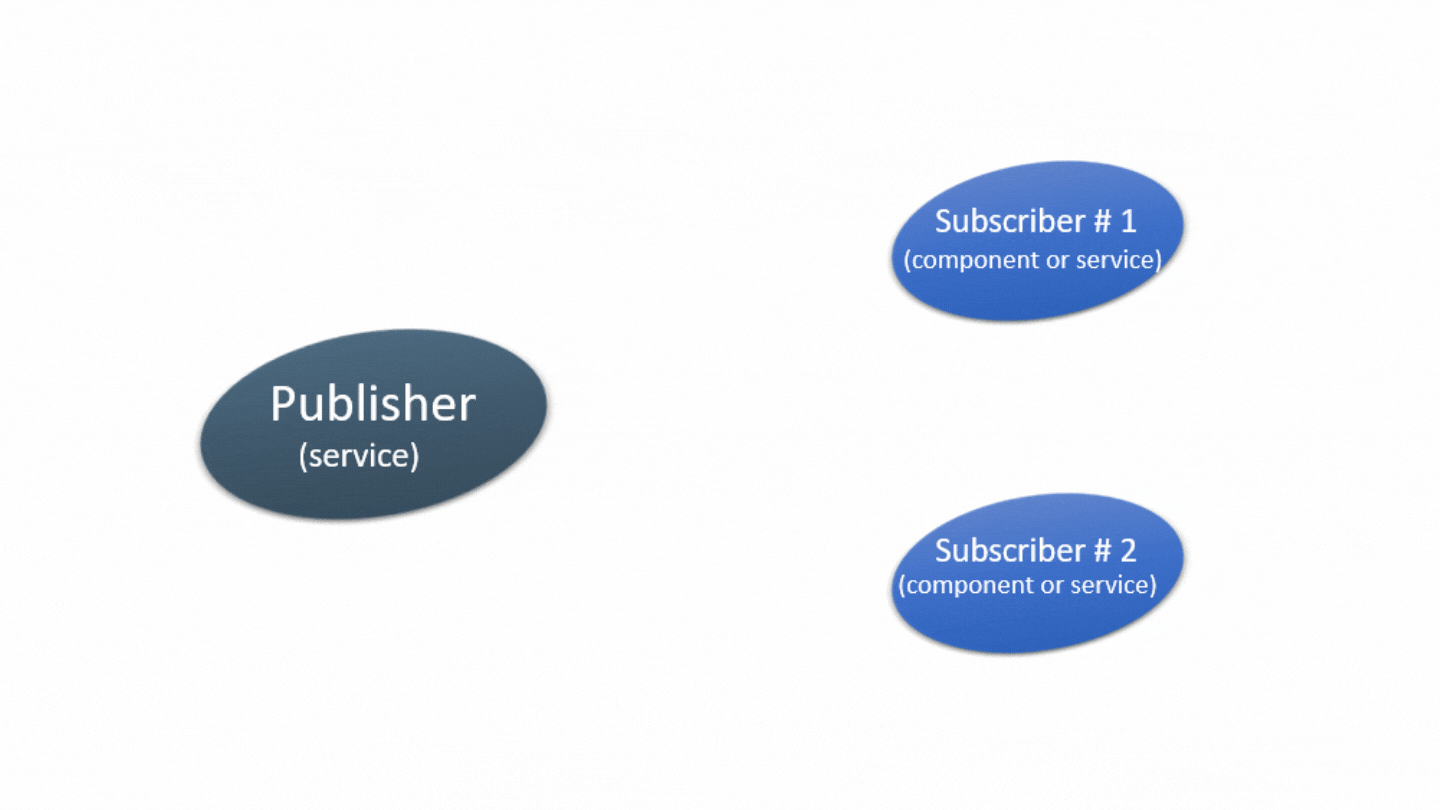 Publisher
(service)
Subscriber # 1
(component or service)
Subscriber # 2
(component or service)